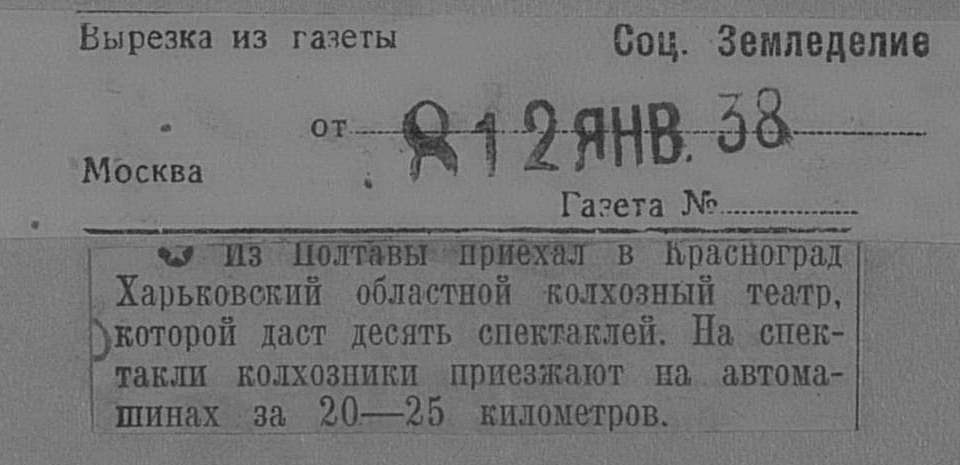 Вырезка из газеты Соц. Земледелие
от 12 ЯНВ. 38
Москва
Газета №
Из Полтавы приехал в Красноград
Харьковский областной колхозный театр,
которой даст десять спектаклей. На спек-
такли колхозники приезжают на автома-
шинах за 20—25 километров.